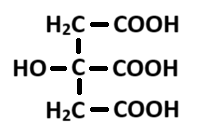 H₂C — COOH
HO — C — COOH
H₂C — COOH